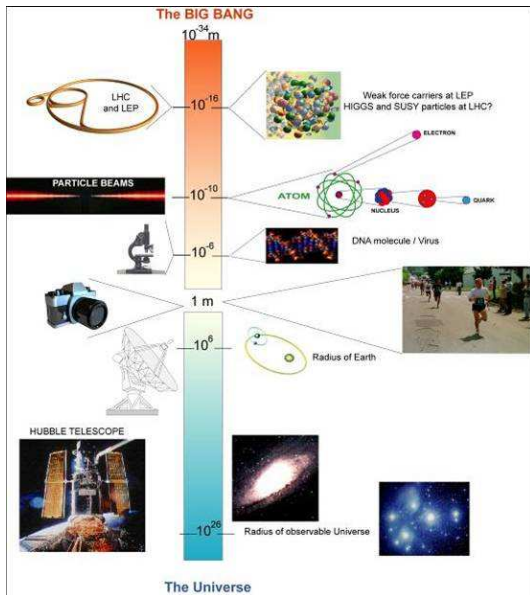 The BIG BANG
10-34 m
LHC
and LEP
10-16
Weak force carriers at LEP
HIGGS and SUSY particles at LHC?
ELECTRON
PARTICLE BEAMS
10-10
ATOM
NUCLEUS
QUARK
10-6
DNA molecule / Virus
1 m
106
Radius of Earth
HUBBLE TELESCOPE
1026
Radius of observable Universe
The Universe